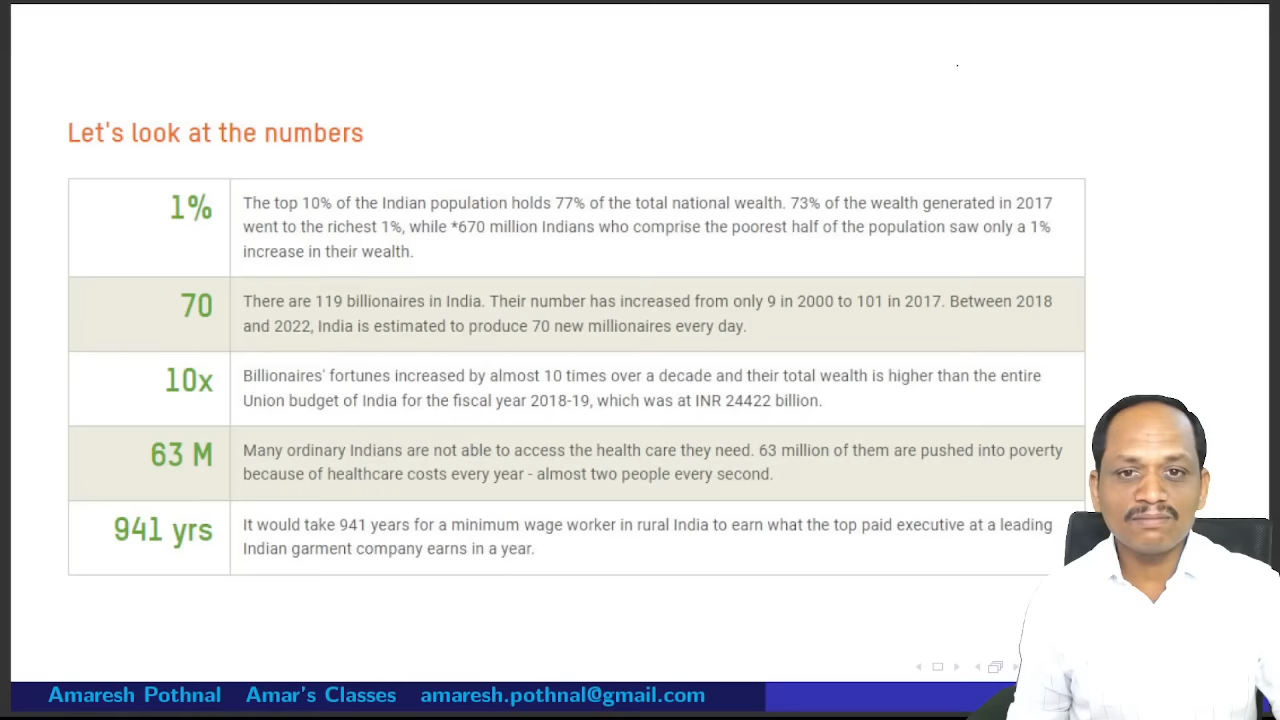 Let's look at the numbers
1%
The top 10% of the Indian population holds 77% of the total national wealth. 73% of the wealth generated in 2017
went to the richest 1%, while *670 million Indians who comprise the poorest half of the population saw only a 1%
increase in their wealth.
70
There are 119 billionaires in India. Their number has increased from only 9 in 2000 to 101 in 2017. Between 2018
and 2022, India is estimated to produce 70 new millionaires every day.
10x
Billionaires' fortunes increased by almost 10 times over a decade and their total wealth is higher than the entire
Union budget of India for the fiscal year 2018-19, which was at INR 24422 billion.
63 M
Many ordinary Indians are not able to access the health care they need. 63 million of them are pushed into poverty
because of healthcare costs every year - almost two people every second.
941 yrs
It would take 941 years for a minimum wage worker in rural India to earn what the top paid executive at a leading
Indian garment company earns in a year.
Amaresh Pothnal Amar's Classes amaresh.pothnal@gmail.com